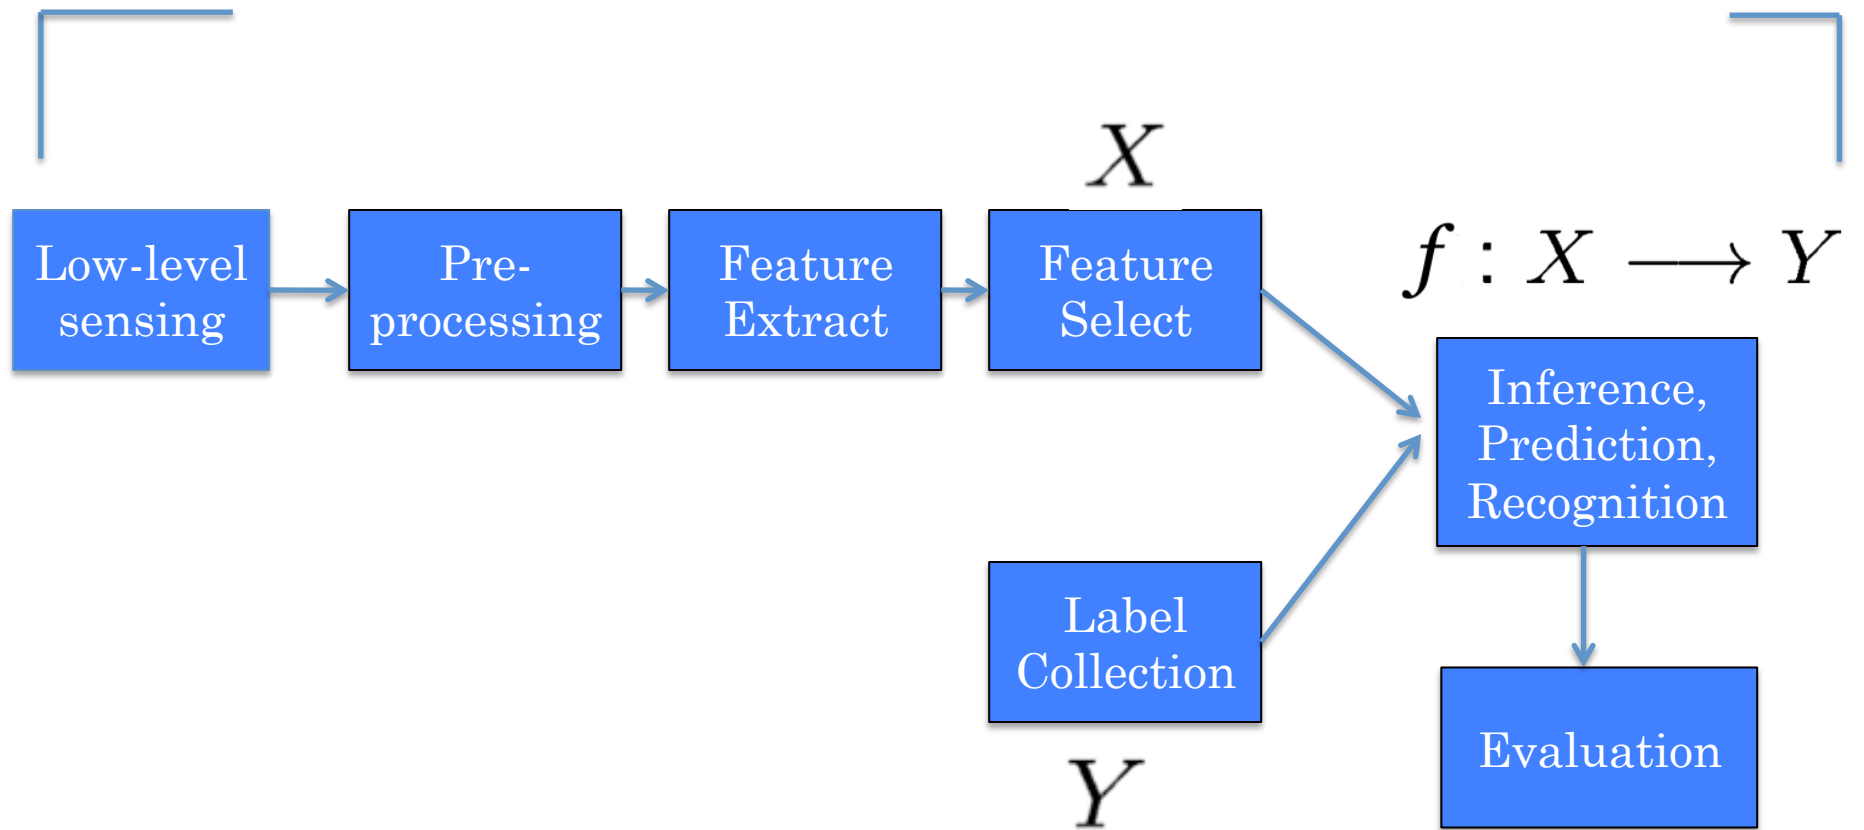 X
Low-level
sensing
Pre-
processing
Feature
Extract
Feature
Select
f : X ⟶ Y
Inference,
Prediction,
Recognition
Label
Collection
Y
Evaluation